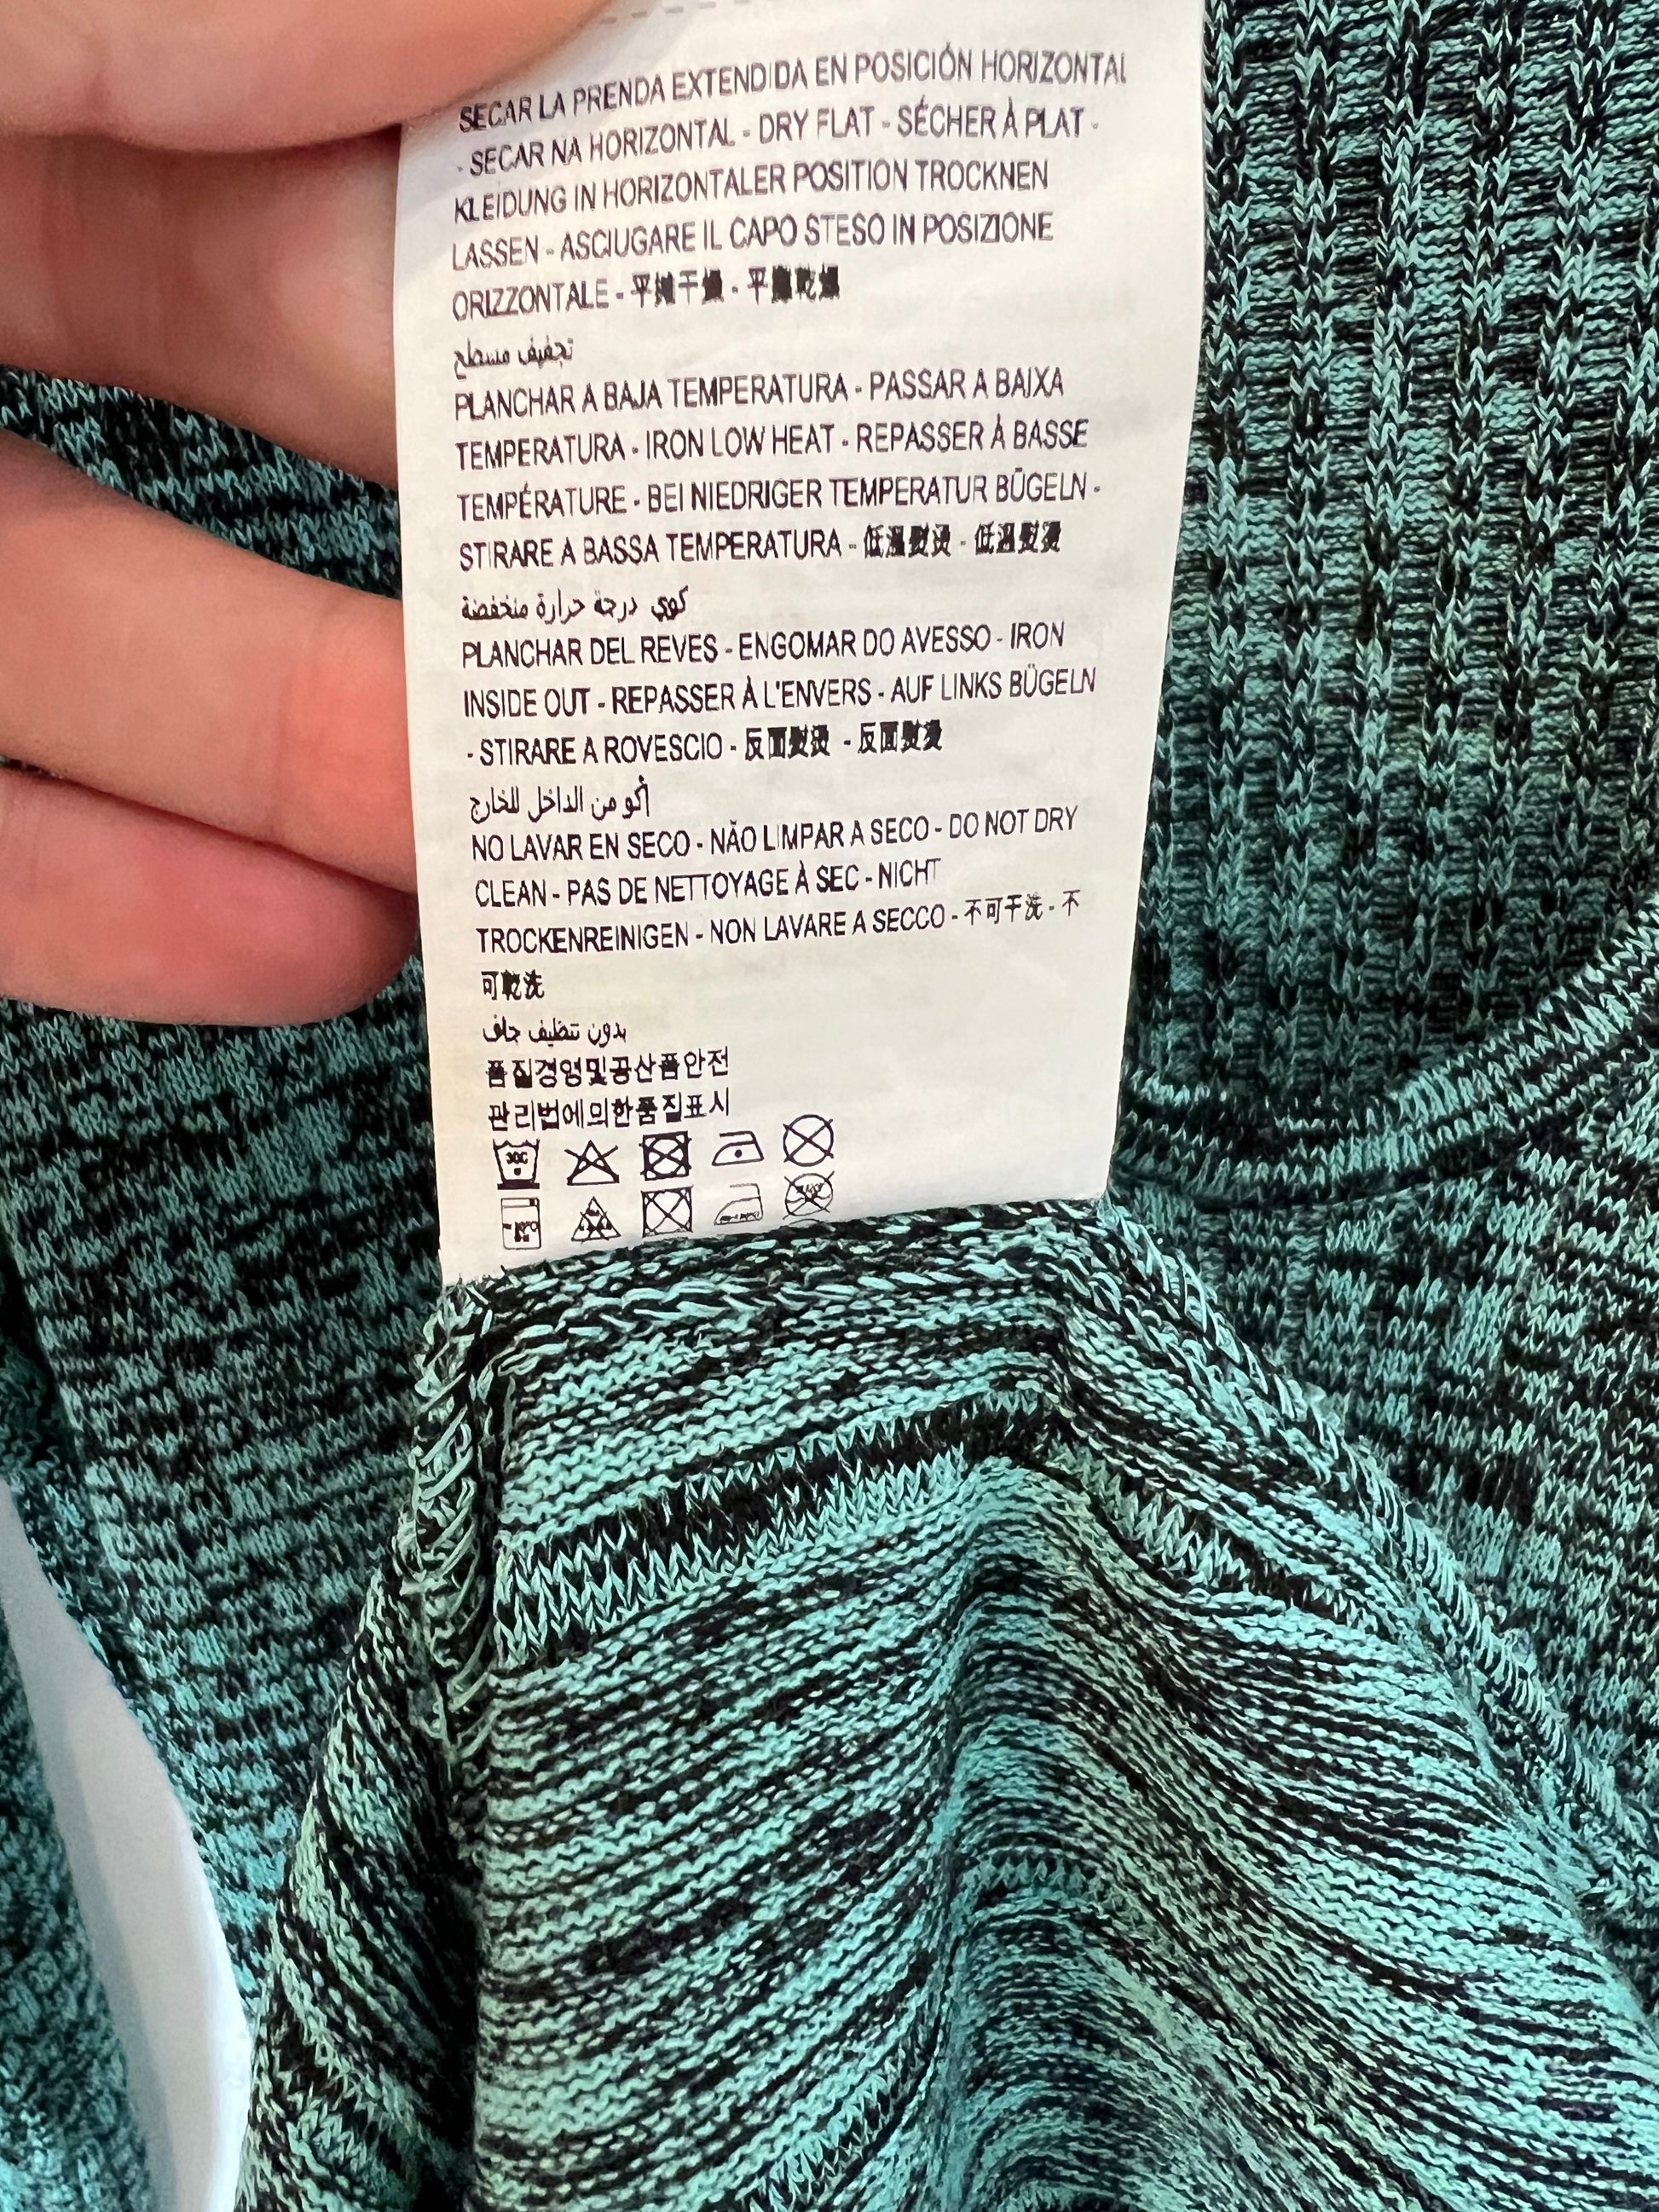 SECAR LA PRENDA EXTENDIDA EN POSICIÓN HORIZONTAL
- SECAR NA HORIZONTAL - DRY FLAT - SÉCHER À PLAT -
KLEIDUNG IN HORIZONTALER POSITION TROCKNEN
LASSEN - ASCIUGARE IL CAPO STESO IN POSIZIONE
ORIZZONTALE - 平摊干燥 - 平攤乾燥
تجفيف مسطح
PLANCHAR A BAJA TEMPERATURA - PASSAR A BAIXA
TEMPERATURA - IRON LOW HEAT - REPASSER À BASSE
TEMPÉRATURE - BEI NIEDRIGER TEMPERATUR BÜGELN -
STIRARE A BASSA TEMPERATURA - 低温熨烫 - 低溫熨燙
كوي درجة حرارة منخفضة
PLANCHAR DEL REVES - ENGOMAR DO AVESSO - IRON
INSIDE OUT - REPASSER À L'ENVERS - AUF LINKS BÜGELN
- STIRARE A ROVESCIO - 反面熨烫 - 反面熨燙
أكو من الداخل للخارج
NO LAVAR EN SECO - NÃO LIMPAR A SECO - DO NOT DRY
CLEAN - PAS DE NETTOYAGE À SEC - NICHT
TROCKENREINIGEN - NON LAVARE A SECCO - 不可干洗 - 不
可乾洗
بدون تنظيف جاف
품질경영및공산품안전
관리법에의한품질표시
30C